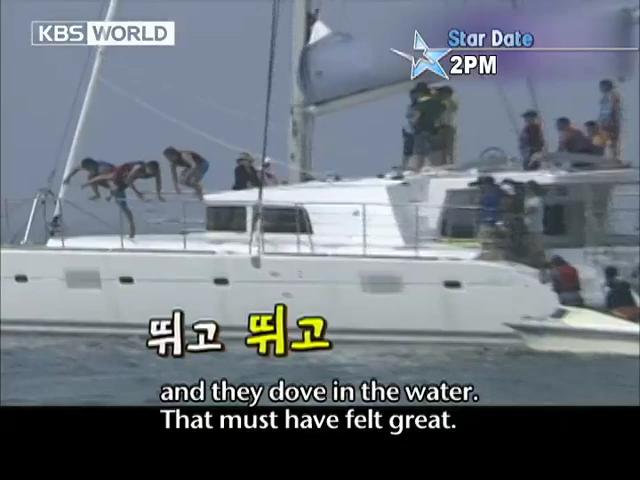 KBS WORLD
Star Date
2PM
뛰고 뛰고
and they dove in the water.
That must have felt great.